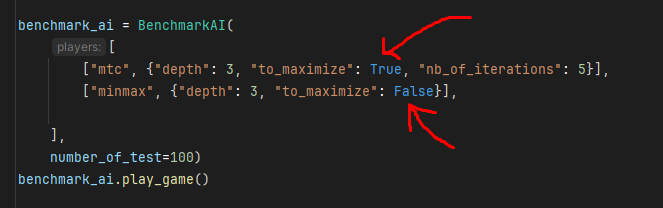 benchmark_ai = BenchmarkAI(
players: [
["mtc", {"depth": 3, "to_maximize": True, "nb_of_iterations": 5}],
["minmax", {"depth": 3, "to_maximize": False}],
],
number_of_test=100)
benchmark_ai.play_game()